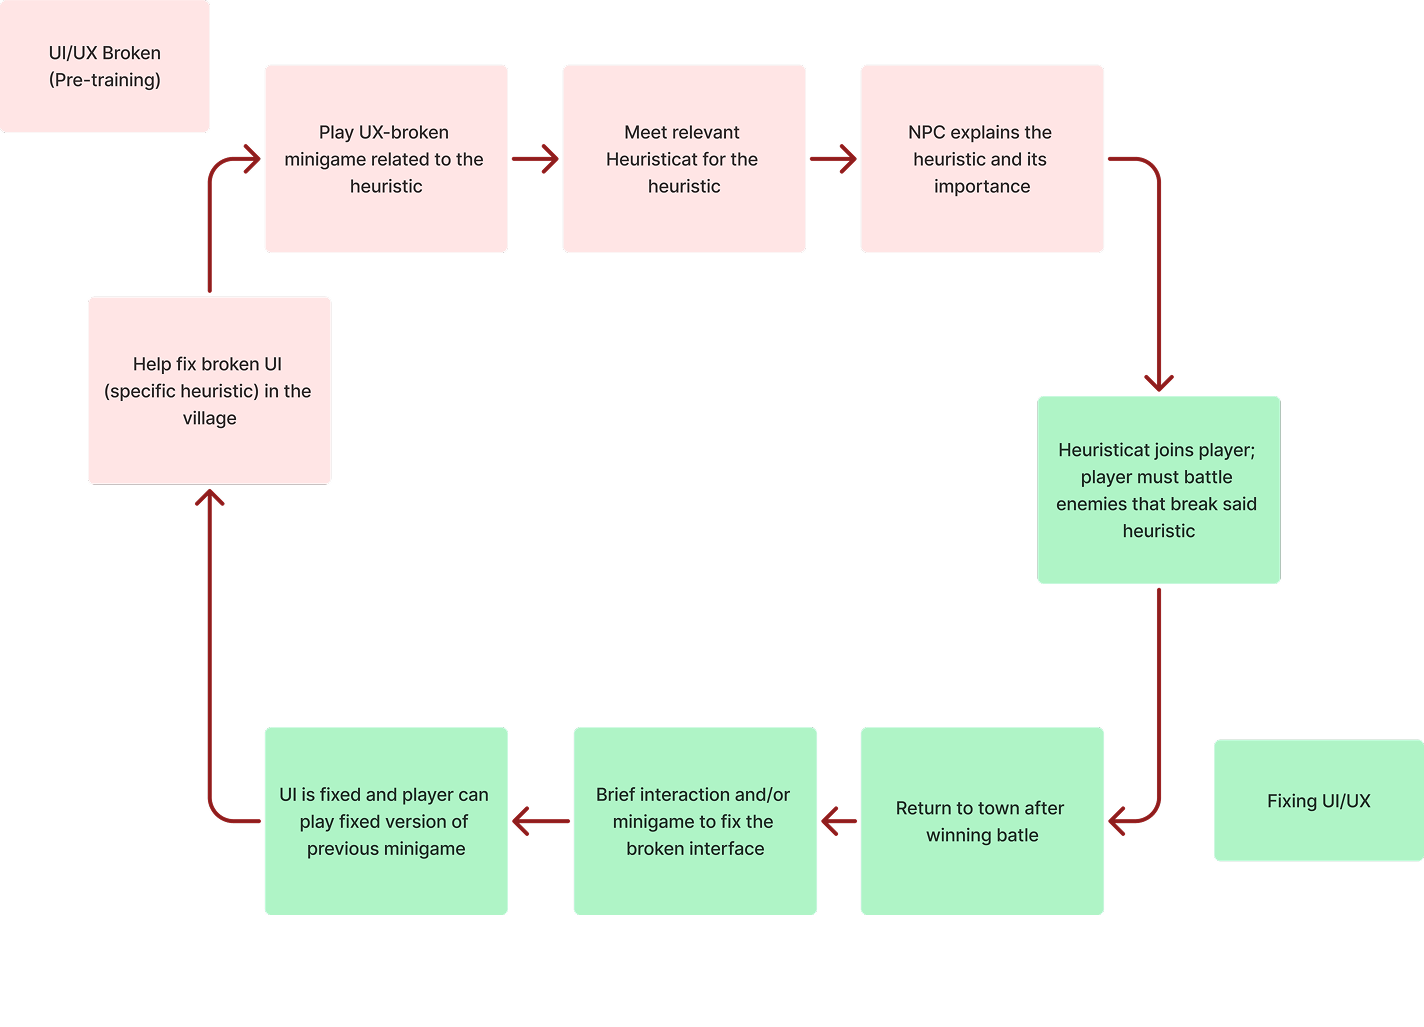 UI/UX Broken
(Pre-training)
Play UX-broken
minigame related to the
heuristic
Meet relevant
Heuristicat for the
heuristic
NPC explains the
heuristic and its
importance
Help fix broken UI
(specific heuristic) in the
village
Heuristicat joins player;
player must battle
enemies that break said
heuristic
UI is fixed and player can
play fixed version of
previous minigame
Brief interaction and/or
minigame to fix the
broken interface
Return to town after
winning batle
Fixing UI/UX